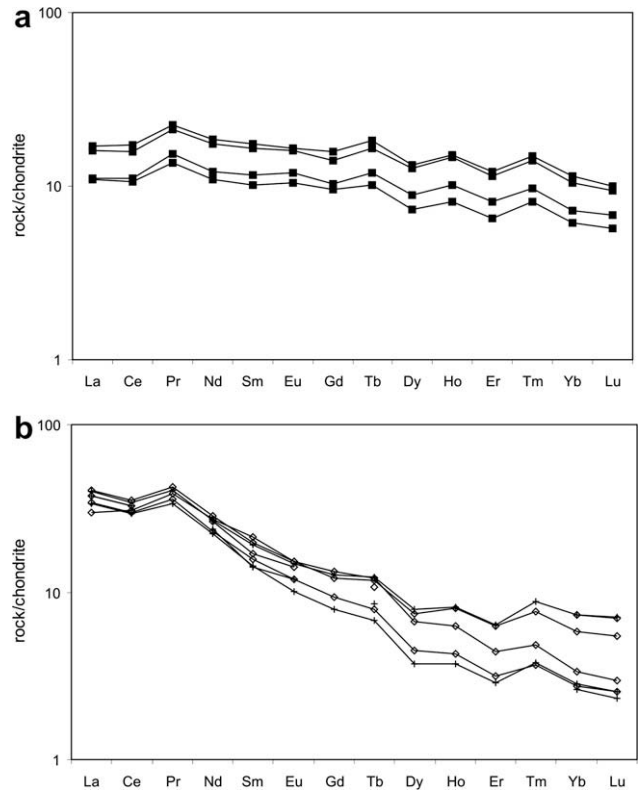 a
100
10
1
rock/chondrite
La Ce Pr Nd Sm Eu Gd Tb Dy Ho Er Tm Yb Lu
b
100
10
1
rock/chondrite
La Ce Pr Nd Sm Eu Gd Tb Dy Ho Er Tm Yb Lu